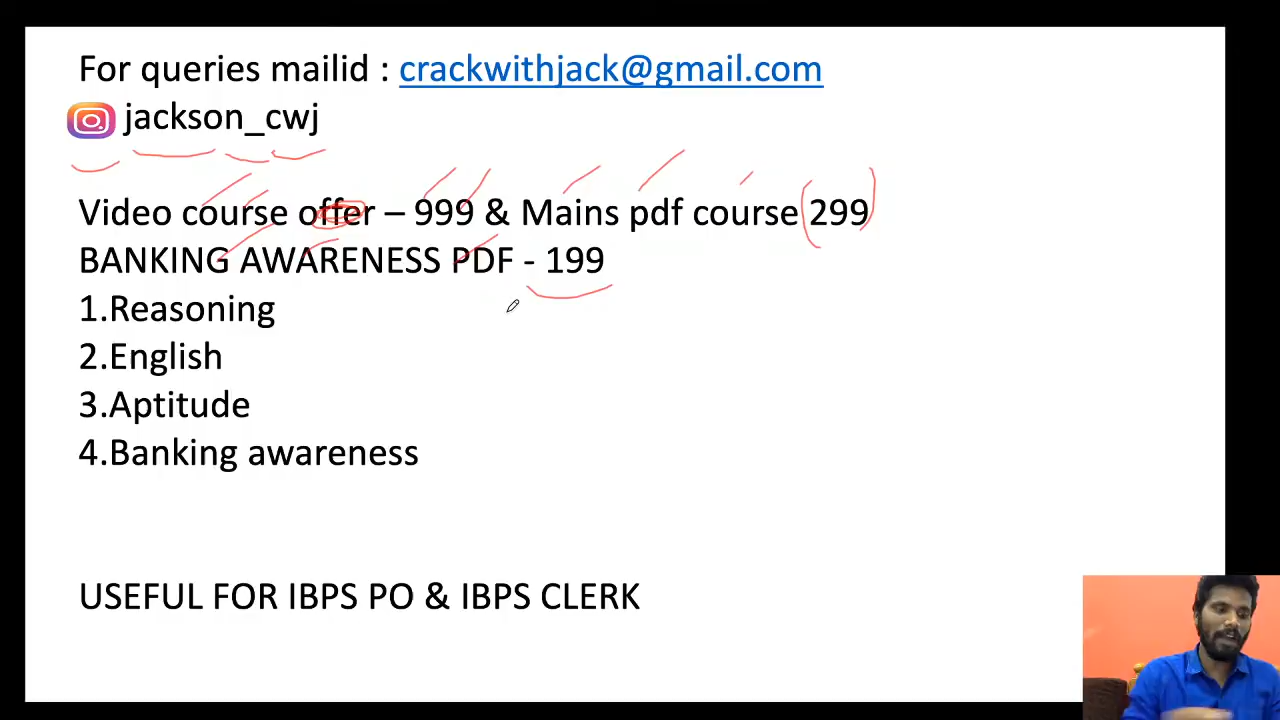 For queries mailid : crackwithjack@gmail.com
jackson_cwj
Video course offer – 999 & Mains pdf course (299)
BANKING AWARENESS PDF - 199
1.Reasoning
2.English
3.Aptitude
4.Banking awareness
USEFUL FOR IBPS PO & IBPS CLERK